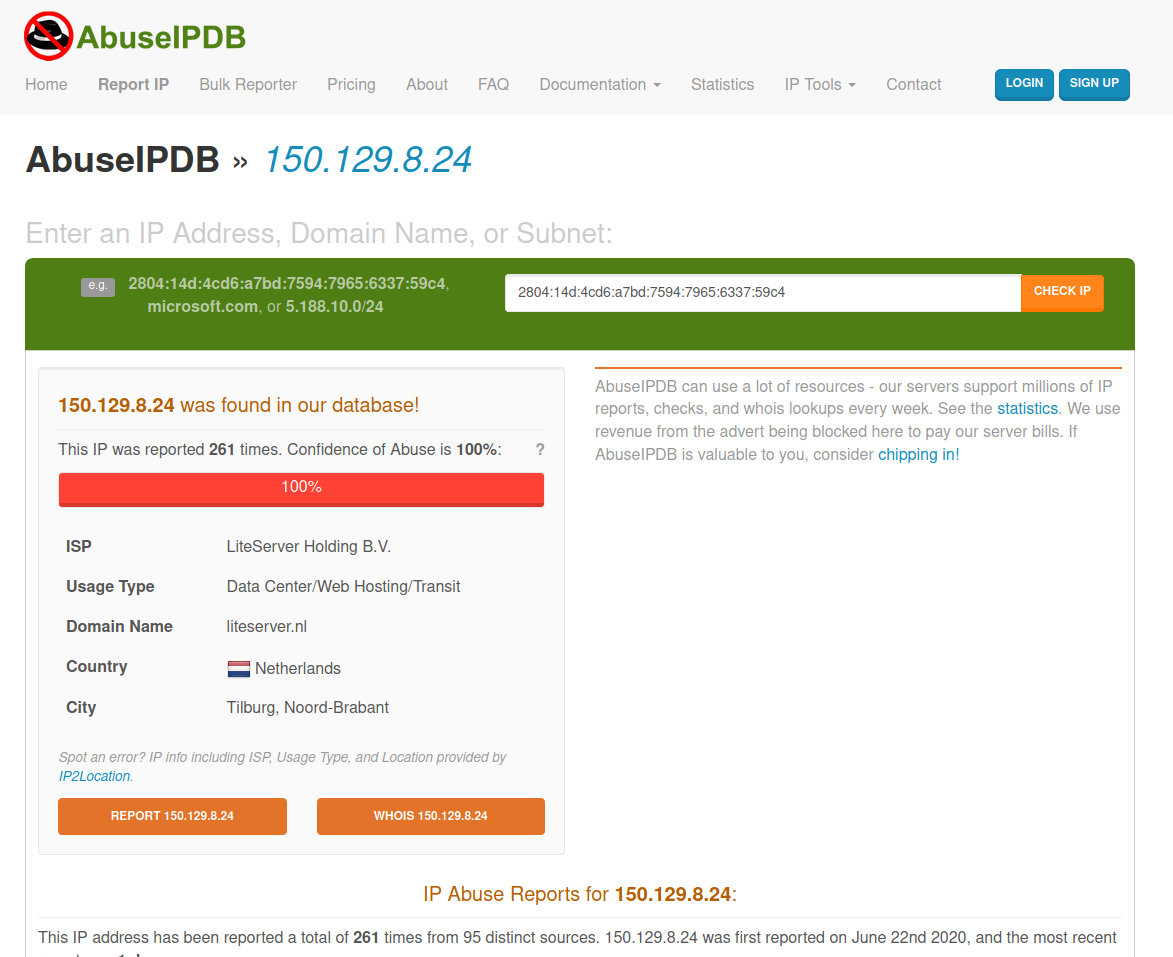 AbuseIPDB
Home Report IP Bulk Reporter Pricing About FAQ Documentation Statistics IP Tools Contact LOGIN SIGN UP
AbuseIPDB » 150.129.8.24
Enter an IP Address, Domain Name, or Subnet:
e.g. 2804:14d:4cd6:a7bd:7594:7965:6337:59c4,
microsoft.com, or 5.188.10.0/24
2804:14d:4cd6:a7bd:7594:7965:6337:59c4 CHECK IP
150.129.8.24 was found in our database!
This IP was reported 261 times. Confidence of Abuse is 100%: ?
100%
ISP LiteServer Holding B.V.
Usage Type Data Center/Web Hosting/Transit
Domain Name liteserver.nl
Country Netherlands
City Tilburg, Noord-Brabant
Spot an error? IP info including ISP, Usage Type, and Location provided by
IP2Location.
REPORT 150.129.8.24 WHOIS 150.129.8.24
AbuseIPDB can use a lot of resources - our servers support millions of IP
reports, checks, and whois lookups every week. See the statistics. We use
revenue from the advert being blocked here to pay our server bills. If
AbuseIPDB is valuable to you, consider chipping in!
IP Abuse Reports for 150.129.8.24:
This IP address has been reported a total of 261 times from 95 distinct sources. 150.129.8.24 was first reported on June 22nd 2020, and the most recent